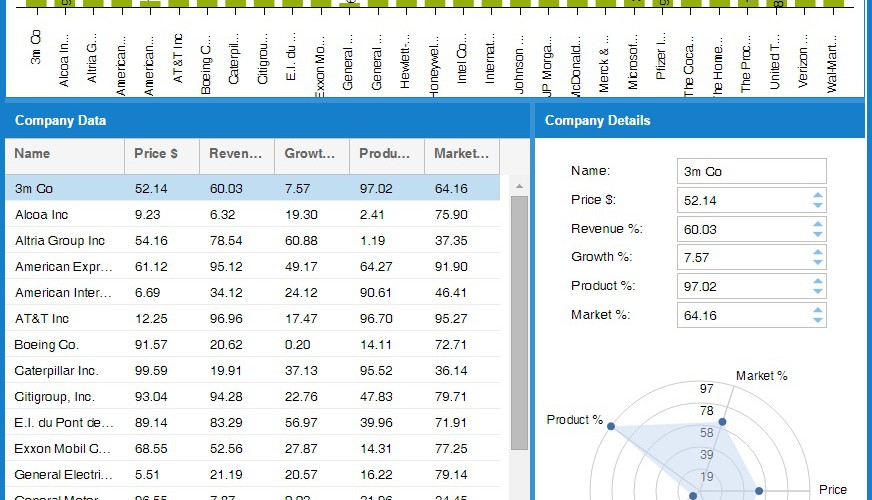 3m Co
Alcoa In...
Altria G...
American...
American...
AT&T Inc
Boeing C...
Caterpil...
Citigrou...
E.I. du ...
Exxon Mo...
General ...
General ...
Hewlett-...
Honeywel...
Intel Co...
Internat...
Johnson ...
JP Morga...
McDonald...
Merck & ...
Microsof...
Pfizer I...
The Coca...
The Home...
The Proc...
United T...
Verizon ...
Wal-Mart...
Company Data
Name Price $ Reven... Growt... Produ... Market...
3m Co 52.14 60.03 7.57 97.02 64.16
Alcoa Inc 9.23 6.32 19.30 2.41 75.90
Altria Group Inc 54.16 78.54 60.88 1.19 37.35
American Expr... 61.12 95.12 49.17 64.27 91.90
American Inter... 6.69 34.12 24.12 90.61 46.41
AT&T Inc 12.25 96.96 17.47 96.70 95.27
Boeing Co. 91.57 20.62 0.20 14.11 72.71
Caterpillar Inc. 99.59 19.91 37.13 95.52 36.14
Citigroup, Inc. 93.04 94.28 22.76 47.83 79.71
E.I. du Pont de... 89.14 83.29 56.97 39.96 71.91
Exxon Mobil C... 68.55 52.56 27.87 14.31 77.25
General Electri... 5.51 21.19 20.57 16.22 79.14
Company Details
Name: 3m Co
Price $: 52.14
Revenue %: 60.03
Growth %: 7.57
Product %: 97.02
Market %: 64.16
Market %
97
78
Product %
58
39
19
Price